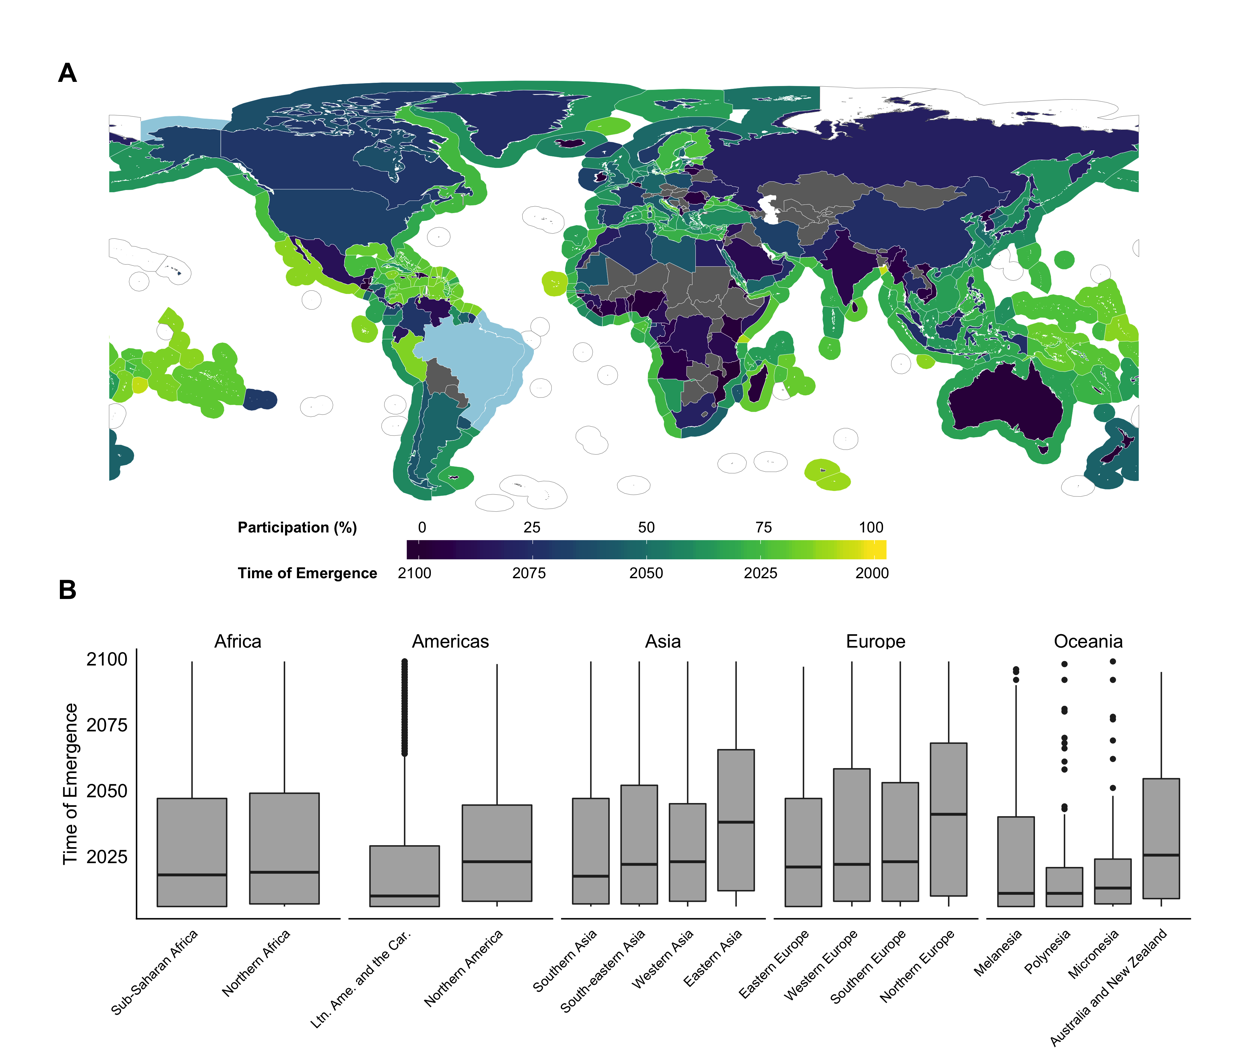 A
Participation (%) 0 25 50 75 100
Time of Emergence 2100 2075 2050 2025 2000
B
Africa Americas Asia Europe Oceania
Time of Emergence
2100
2075
2050
2025
Sub-Saharan Africa
Northern Africa
Ltn. Ame. and the Car.
Northern America
Southern Asia
South-eastern Asia
Western Asia
Eastern Asia
Eastern Europe
Western Europe
Southern Europe
Northern Europe
Melanesia
Polynesia
Micronesia
Australia and New Zealand